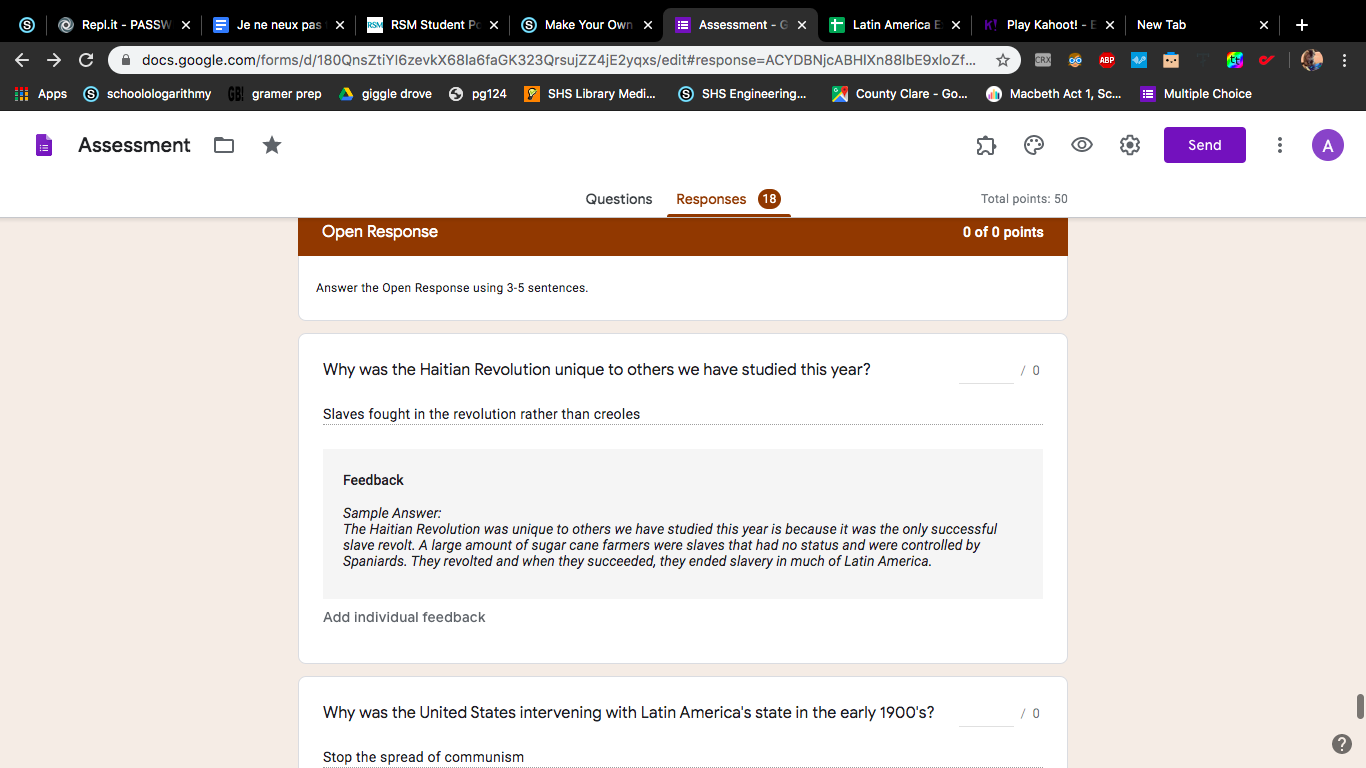 Repl.it - PASSW
Je ne neux pas
RSM Student Po
Make Your Own
Assessment - G
Latin America E
Play Kahoot! - E
New Tab
docs.google.com/forms/d/180QnsZtiYI6zevkX68Ia6faGK323QrsujZZ4jE2yqxs/edit#response=ACYDBNjcABHIXn88IbE9xIoZf...
CRX
ABP
Apps
schoolologarithmy
GB!
gramer prep
giggle drove
pg124
SHS Library Medi...
SHS Engineering...
County Clare - Go...
Macbeth Act 1, Sc...
Multiple Choice
Assessment
Send
A
Questions
Responses 18
Total points: 50
Open Response
0 of 0 points
Answer the Open Response using 3-5 sentences.
Why was the Haitian Revolution unique to others we have studied this year?
/ 0
Slaves fought in the revolution rather than creoles
Feedback
Sample Answer:
The Haitian Revolution was unique to others we have studied this year is because it was the only successful
slave revolt. A large amount of sugar cane farmers were slaves that had no status and were controlled by
Spaniards. They revolted and when they succeeded, they ended slavery in much of Latin America.
Add individual feedback
Why was the United States intervening with Latin America's state in the early 1900's?
/ 0
Stop the spread of communism